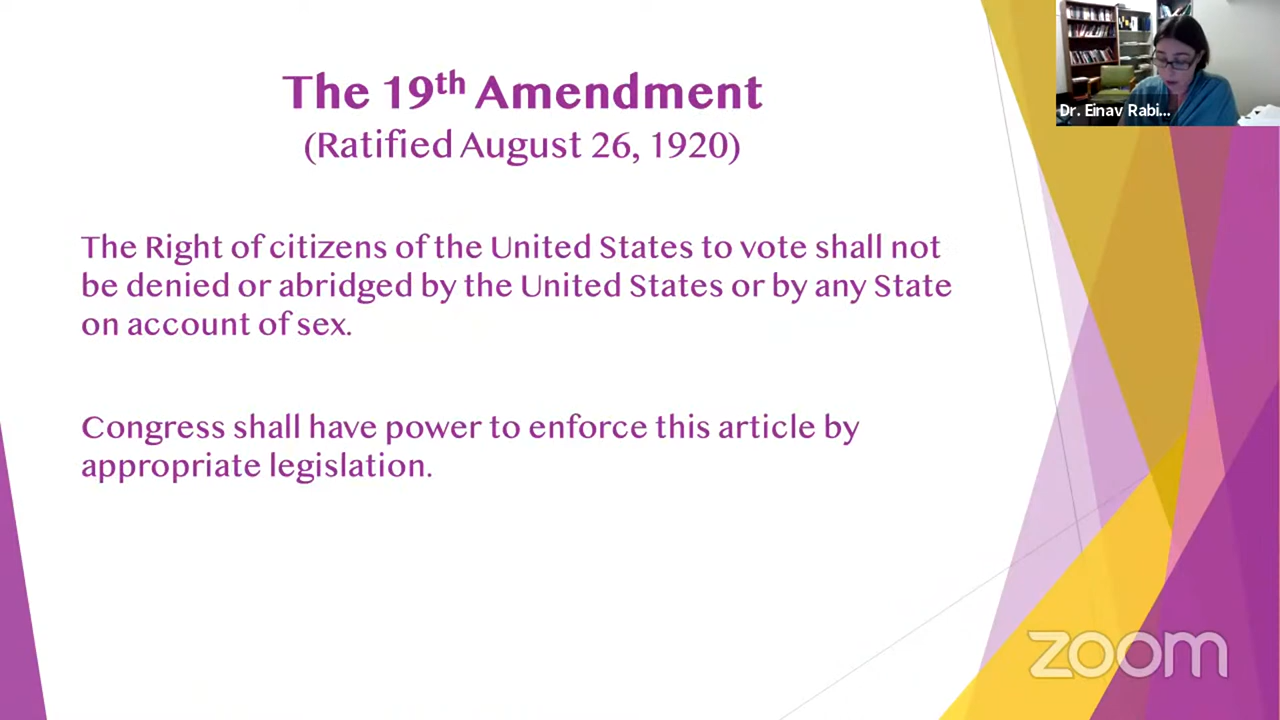 The 19th Amendment
(Ratified August 26, 1920)
The Right of citizens of the United States to vote shall not
be denied or abridged by the United States or by any State
on account of sex.
Congress shall have power to enforce this article by
appropriate legislation.
Dr. Einav Rabi...
zoom